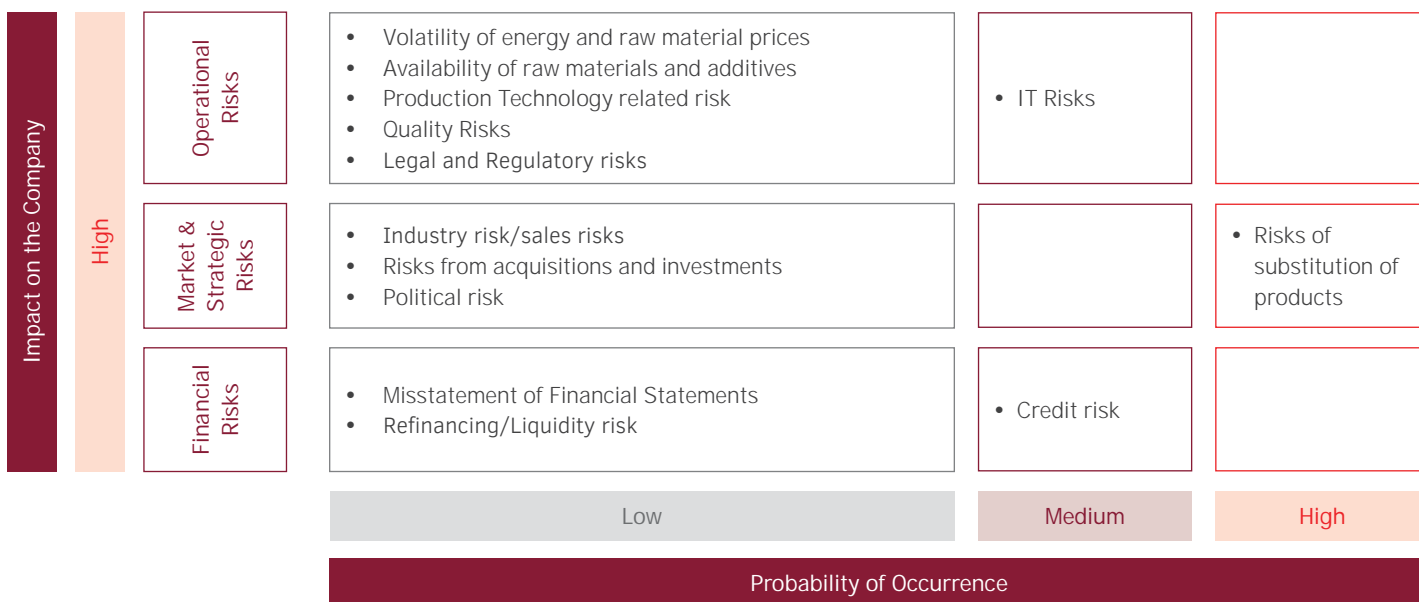 Impact on the Company
High
Operational
Risks
• Volatility of energy and raw material prices
• Availability of raw materials and additives
• Production Technology related risk
• Quality Risks
• Legal and Regulatory risks
• IT Risks
Market &
Strategic
Risks
• Industry risk/sales risks
• Risks from acquisitions and investments
• Political risk
• Risks of
substitution of
products
Financial
Risks
• Misstatement of Financial Statements
• Refinancing/Liquidity risk
• Credit risk
Low
Medium
High
Probability of Occurrence